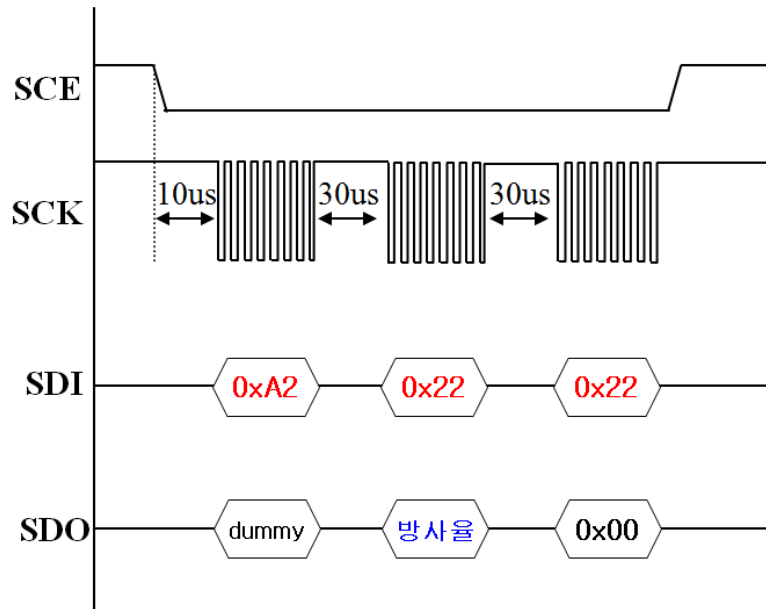 SCE
10us
30us
30us
SCK
SDI
0xA2
0x22
0x22
SDO
dummy
방사율
0x00